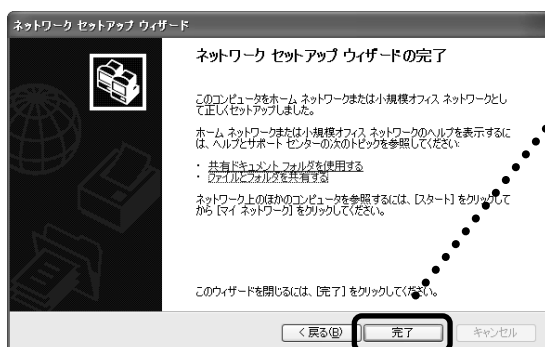 ネットワーク セットアップ ウィザード
ネットワーク セットアップ ウィザードの完了
このコンピュータをホーム ネットワークまたは小規模オフィス ネットワークとし
て正しくセットアップしました。
ホーム ネットワークまたは小規模オフィス ネットワークのヘルプを表示するに
は、ヘルプとサポート センターの次のトピックを参照してください:
・ 共有ドキュメント フォルダを使用する
・ ファイルとフォルダを共有する
ネットワーク上のほかのコンピュータを参照するには、[スタート] をクリックして
から [マイ ネットワーク] をクリックしてください。
このウィザードを閉じるには、[完了] をクリックしてください。
< 戻る(B)
完了
キャンセル